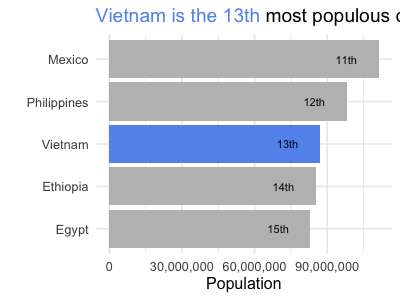 Vietnam is the 13th most populous
Mexico 11th
Philippines 12th
Vietnam 13th
Ethiopia 14th
Egypt 15th
0 30,000,000 60,000,000 90,000,000
Population